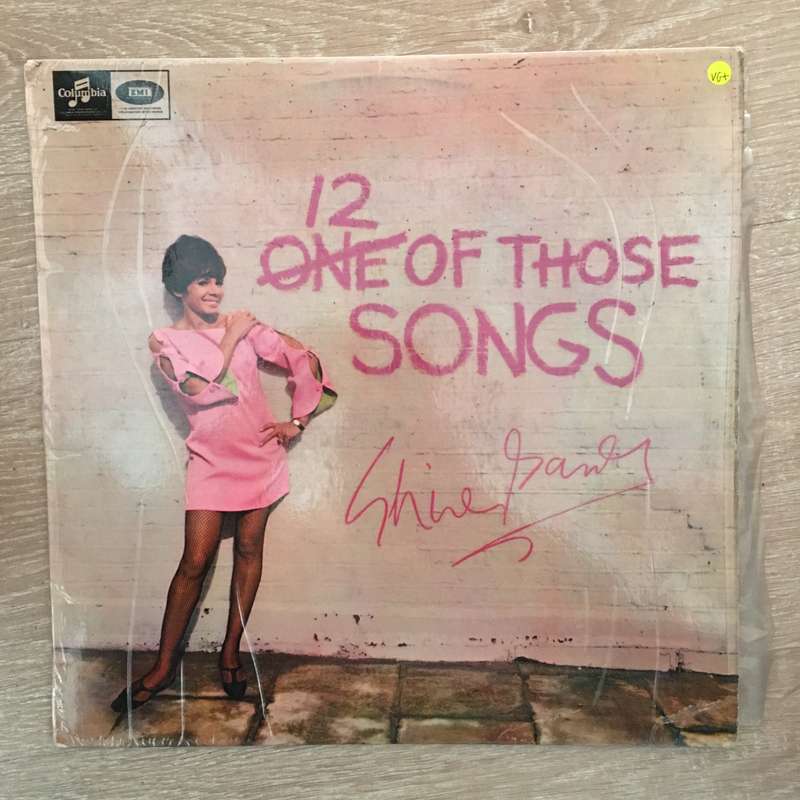 Columbia
EMI
VG+
12
ONE OF THOSE
SONGS